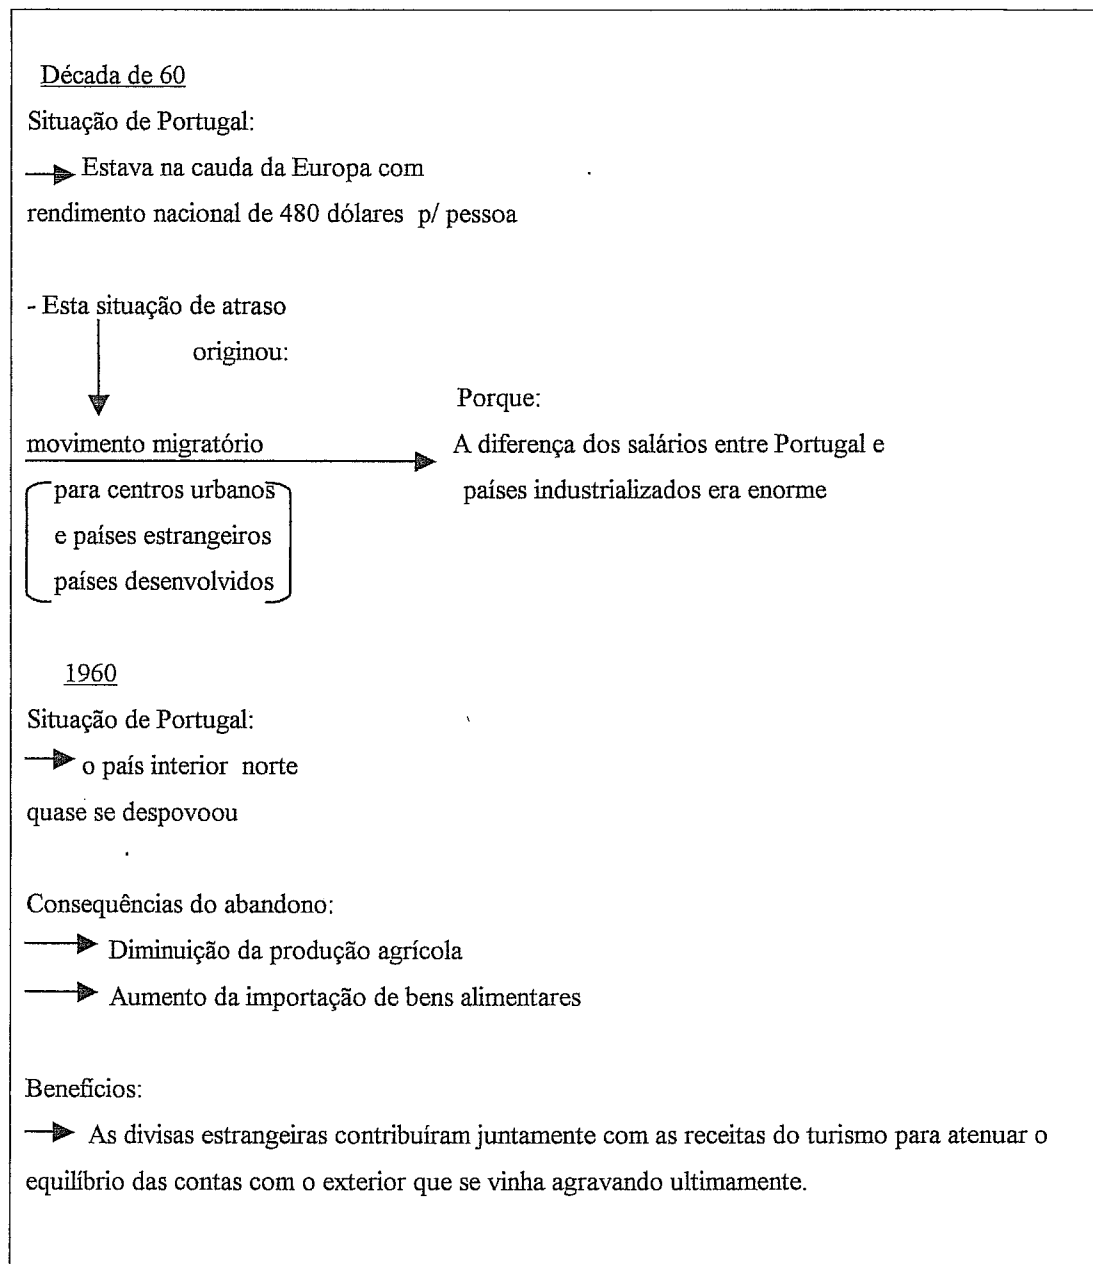 Década de 60
Situação de Portugal:
Estava na cauda da Europa com
rendimento nacional de 480 dólares p/ pessoa
- Esta situação de atraso
originou:
Porque:
movimento migratório
A diferença dos salários entre Portugal e
países industrializados era enorme
para centros urbanos
e países estrangeiros
países desenvolvidos
1960
Situação de Portugal:
o país interior norte
quase se despovoou
Consequências do abandono:
Diminuição da produção agrícola
Aumento da importação de bens alimentares
Benefícios:
As divisas estrangeiras contribuíram juntamente com as receitas do turismo para atenuar o
equilíbrio das contas com o exterior que se vinha agravando ultimamente.